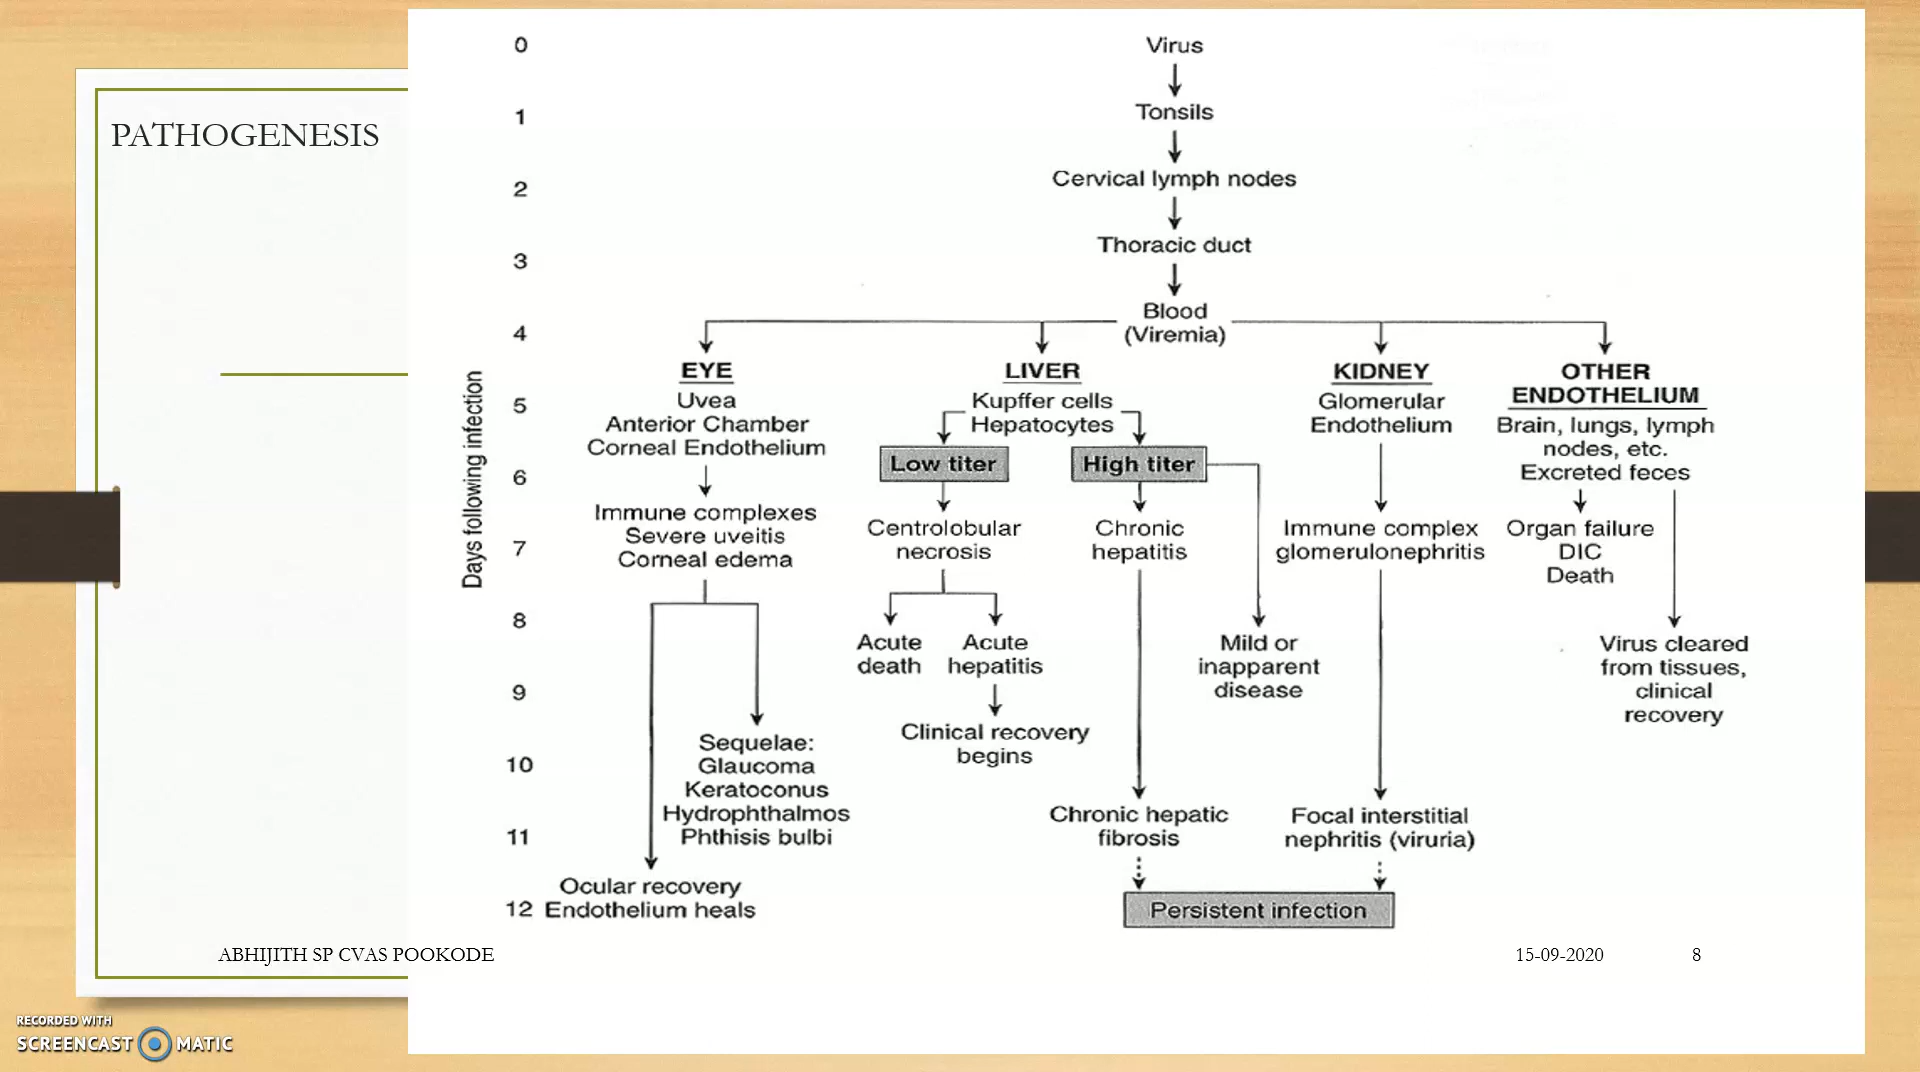 PATHOGENESIS
Days following infection
0
1
2
3
4
5
6
7
8
9
10
11
12
Virus
Tonsils
Cervical lymph nodes
Thoracic duct
Blood
(Viremia)
EYE
Uvea
Anterior Chamber
Corneal Endothelium
Immune complexes
Severe uveitis
Corneal edema
Sequelae:
Glaucoma
Keratoconus
Hydrophthalmos
Phthisis bulbi
Ocular recovery
Endothelium heals
LIVER
Kupffer cells
Hepatocytes
Low titer
Centrolobular
necrosis
Acute
death
Acute
hepatitis
Clinical recovery
begins
High titer
Chronic
hepatitis
Mild or
inapparent
disease
Chronic hepatic
fibrosis
KIDNEY
Glomerular
Endothelium
Immune complex
glomerulonephritis
Focal interstitial
nephritis (viruria)
Persistent infection
OTHER
ENDOTHELIUM
Brain, lungs, lymph
nodes, etc.
Excreted feces
Organ failure
DIC
Death
Virus cleared
from tissues,
clinical
recovery
ABHIJITH SP CVAS POOKODE
15-09-2020
8
RECORDED WITH
SCREENCAST MATIC